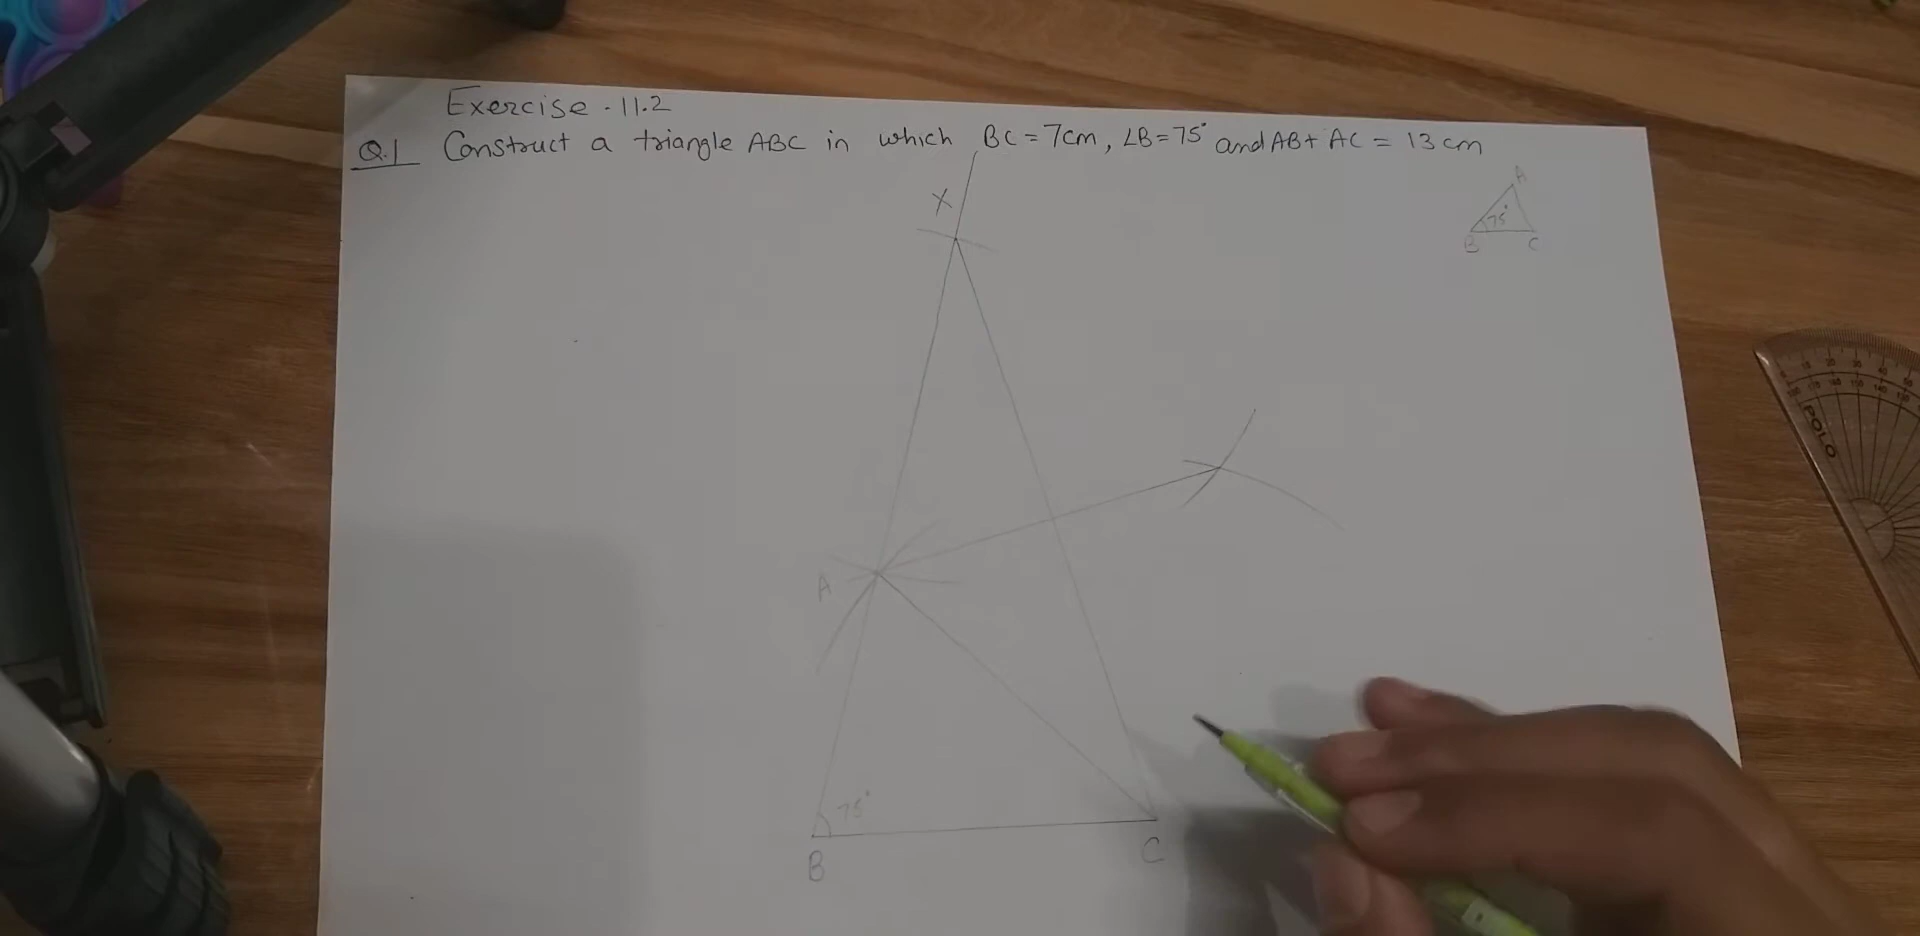 Exercise - 11.2
Q.1 Construct a triangle ABC in which BC = 7cm, ∠B = 75° and AB + AC = 13 cm
X
A
75°
B C
A
75°
B
C
POLO